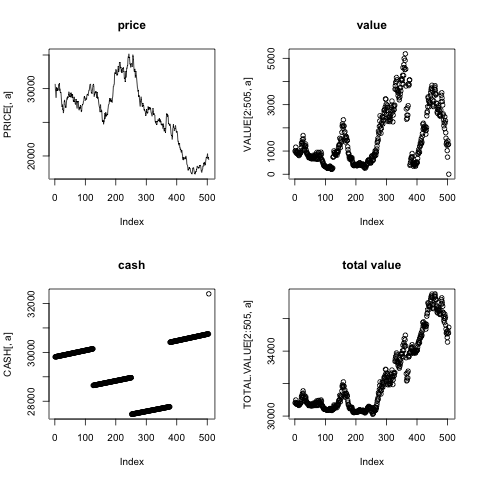 price
PRICE[, a]
20000
30000
0 100 200 300 400 500
Index
value
VALUE[2:505, a]
0 1000
3000
5000
0 100 200 300 400 500
Index
cash
CASH[, a]
28000
30000
32000
0 100 200 300 400 500
Index
total value
TOTAL.VALUE[2:505, a]
30000
34000
0 100 200 300 400 500
Index